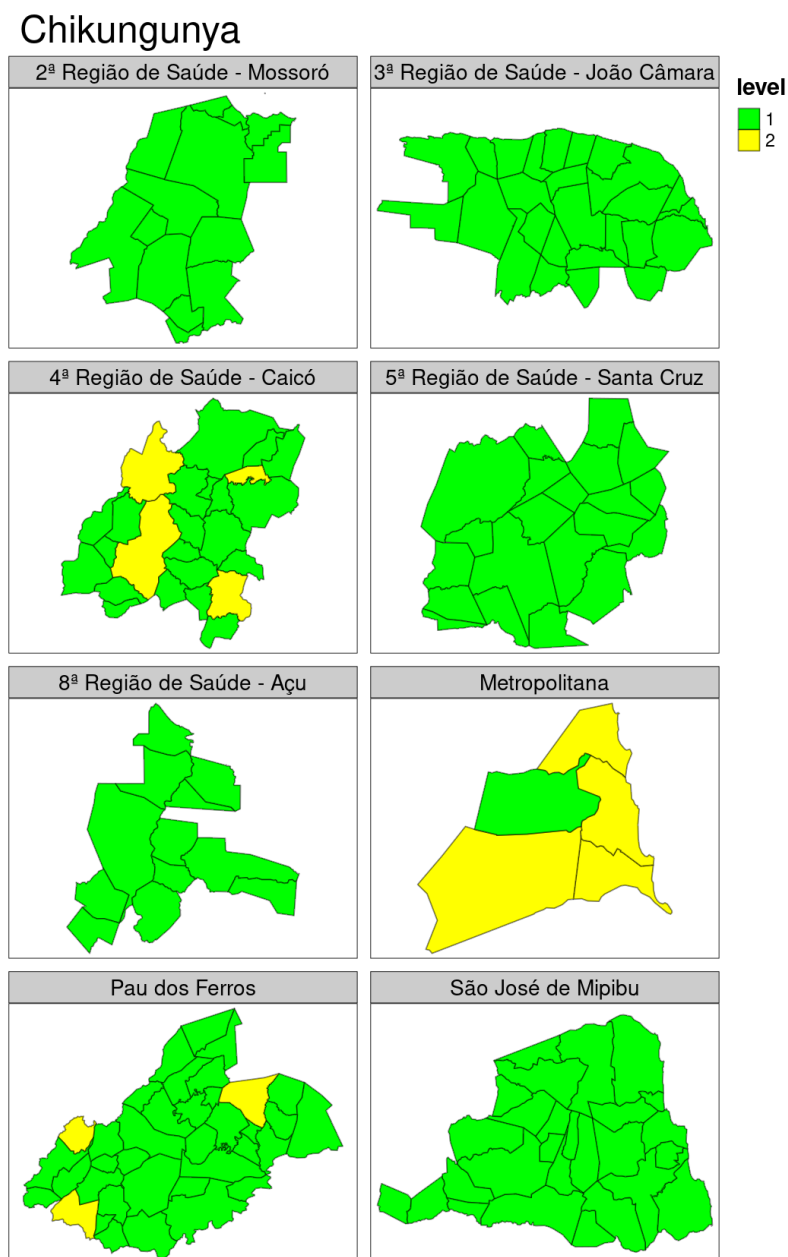 Chikungunya
2ª Região de Saúde - Mossoró
3ª Região de Saúde - João Câmara
level
1
2
4ª Região de Saúde - Caicó
5ª Região de Saúde - Santa Cruz
8ª Região de Saúde - Açu
Metropolitana
Pau dos Ferros
São José de Mipibu